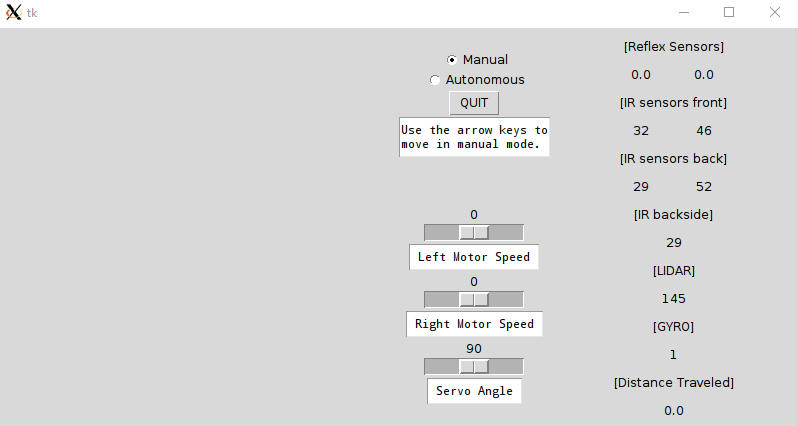 tk
Manual
Autonomous
QUIT
Use the arrow keys to
move in manual mode.
0
Left Motor Speed
0
Right Motor Speed
90
Servo Angle
[Reflex Sensors]
0.0 0.0
[IR sensors front]
32 46
[IR sensors back]
29 52
[IR backside]
29
[LIDAR]
145
[GYRO]
1
[Distance Traveled]
0.0